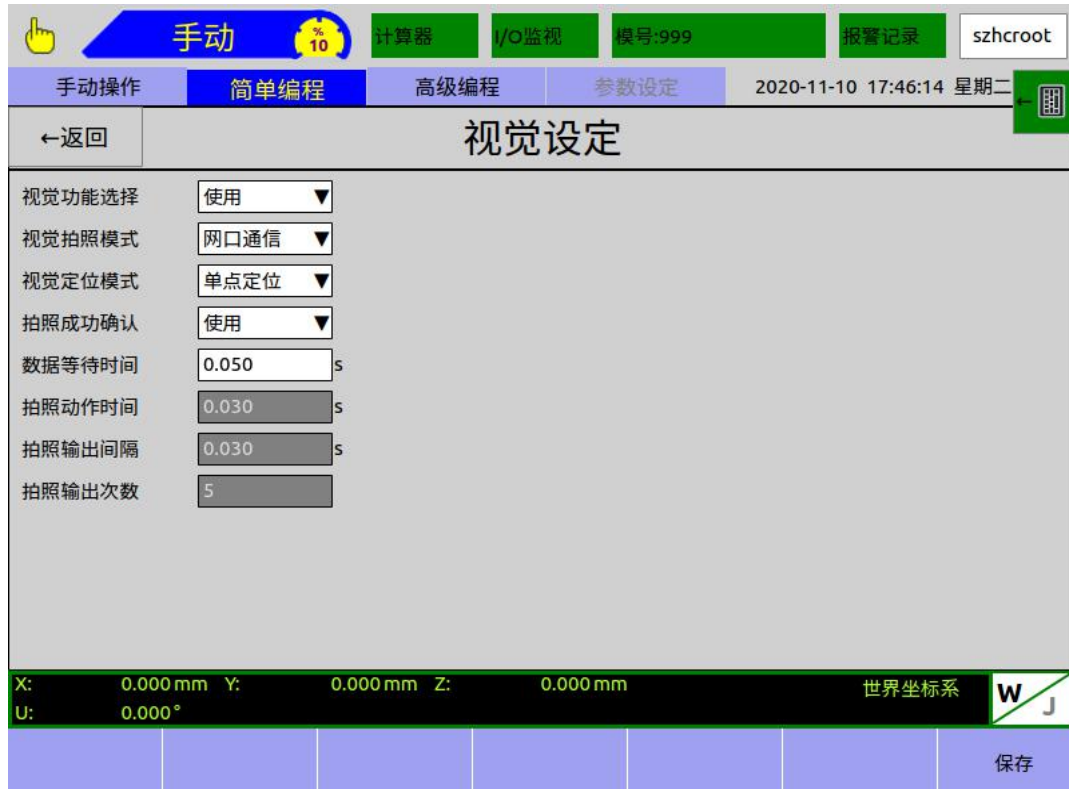 手动 % 10 计算器 I/O监视 模号:999 报警记录 szhcroot
手动操作 简单编程 高级编程 参数设定 2020-11-10 17:46:14 星期二 ←
←返回 视觉设定
视觉功能选择 使用 ▼
视觉拍照模式 网口通信 ▼
视觉定位模式 单点定位 ▼
拍照成功确认 使用 ▼
数据等待时间 0.050 s
拍照动作时间 0.030 s
拍照输出间隔 0.030 s
拍照输出次数 5
X: 0.000 mm Y: 0.000 mm Z: 0.000 mm 世界坐标系 W/J
U: 0.000°
保存